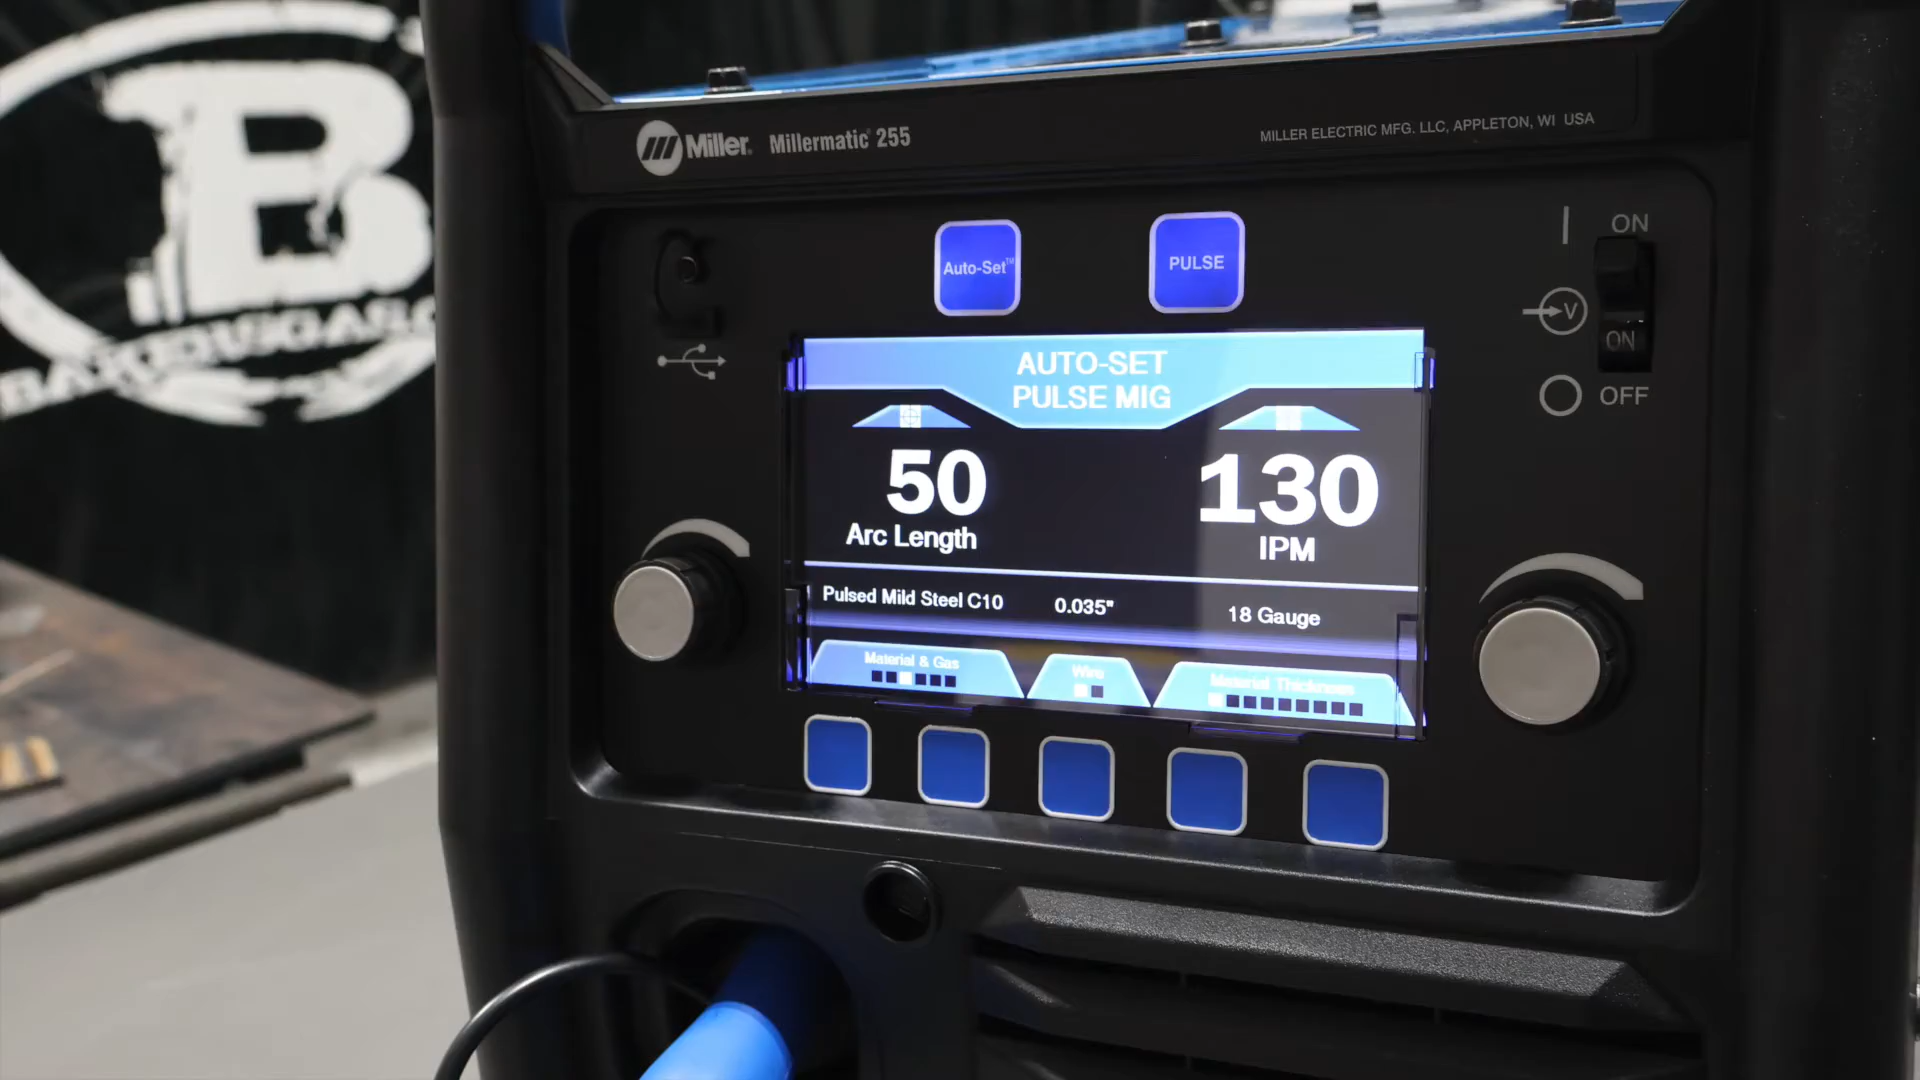 B
BAKERSGAS.C
Miller.
Millermatic® 255
MILLER ELECTRIC MFG. LLC, APPLETON, WI USA
Auto-Set™
PULSE
ON
V
ON
OFF
AUTO-SET
PULSE MIG
50
130
Arc Length
IPM
Pulsed Mild Steel C10
0.035"
18 Gauge
Material & Gas
Wire
Material Thickness